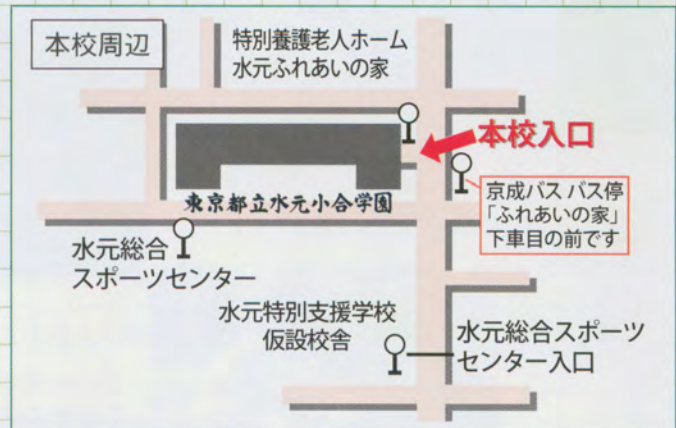 本校周辺
特別養護老人ホーム
水元ふれあいの家
本校入口
東京都立水元小合学園
京成バス バス停
「ふれあいの家」
下車目の前です
水元総合
スポーツセンター
水元特別支援学校
仮設校舎
水元総合スポーツ
センター入口